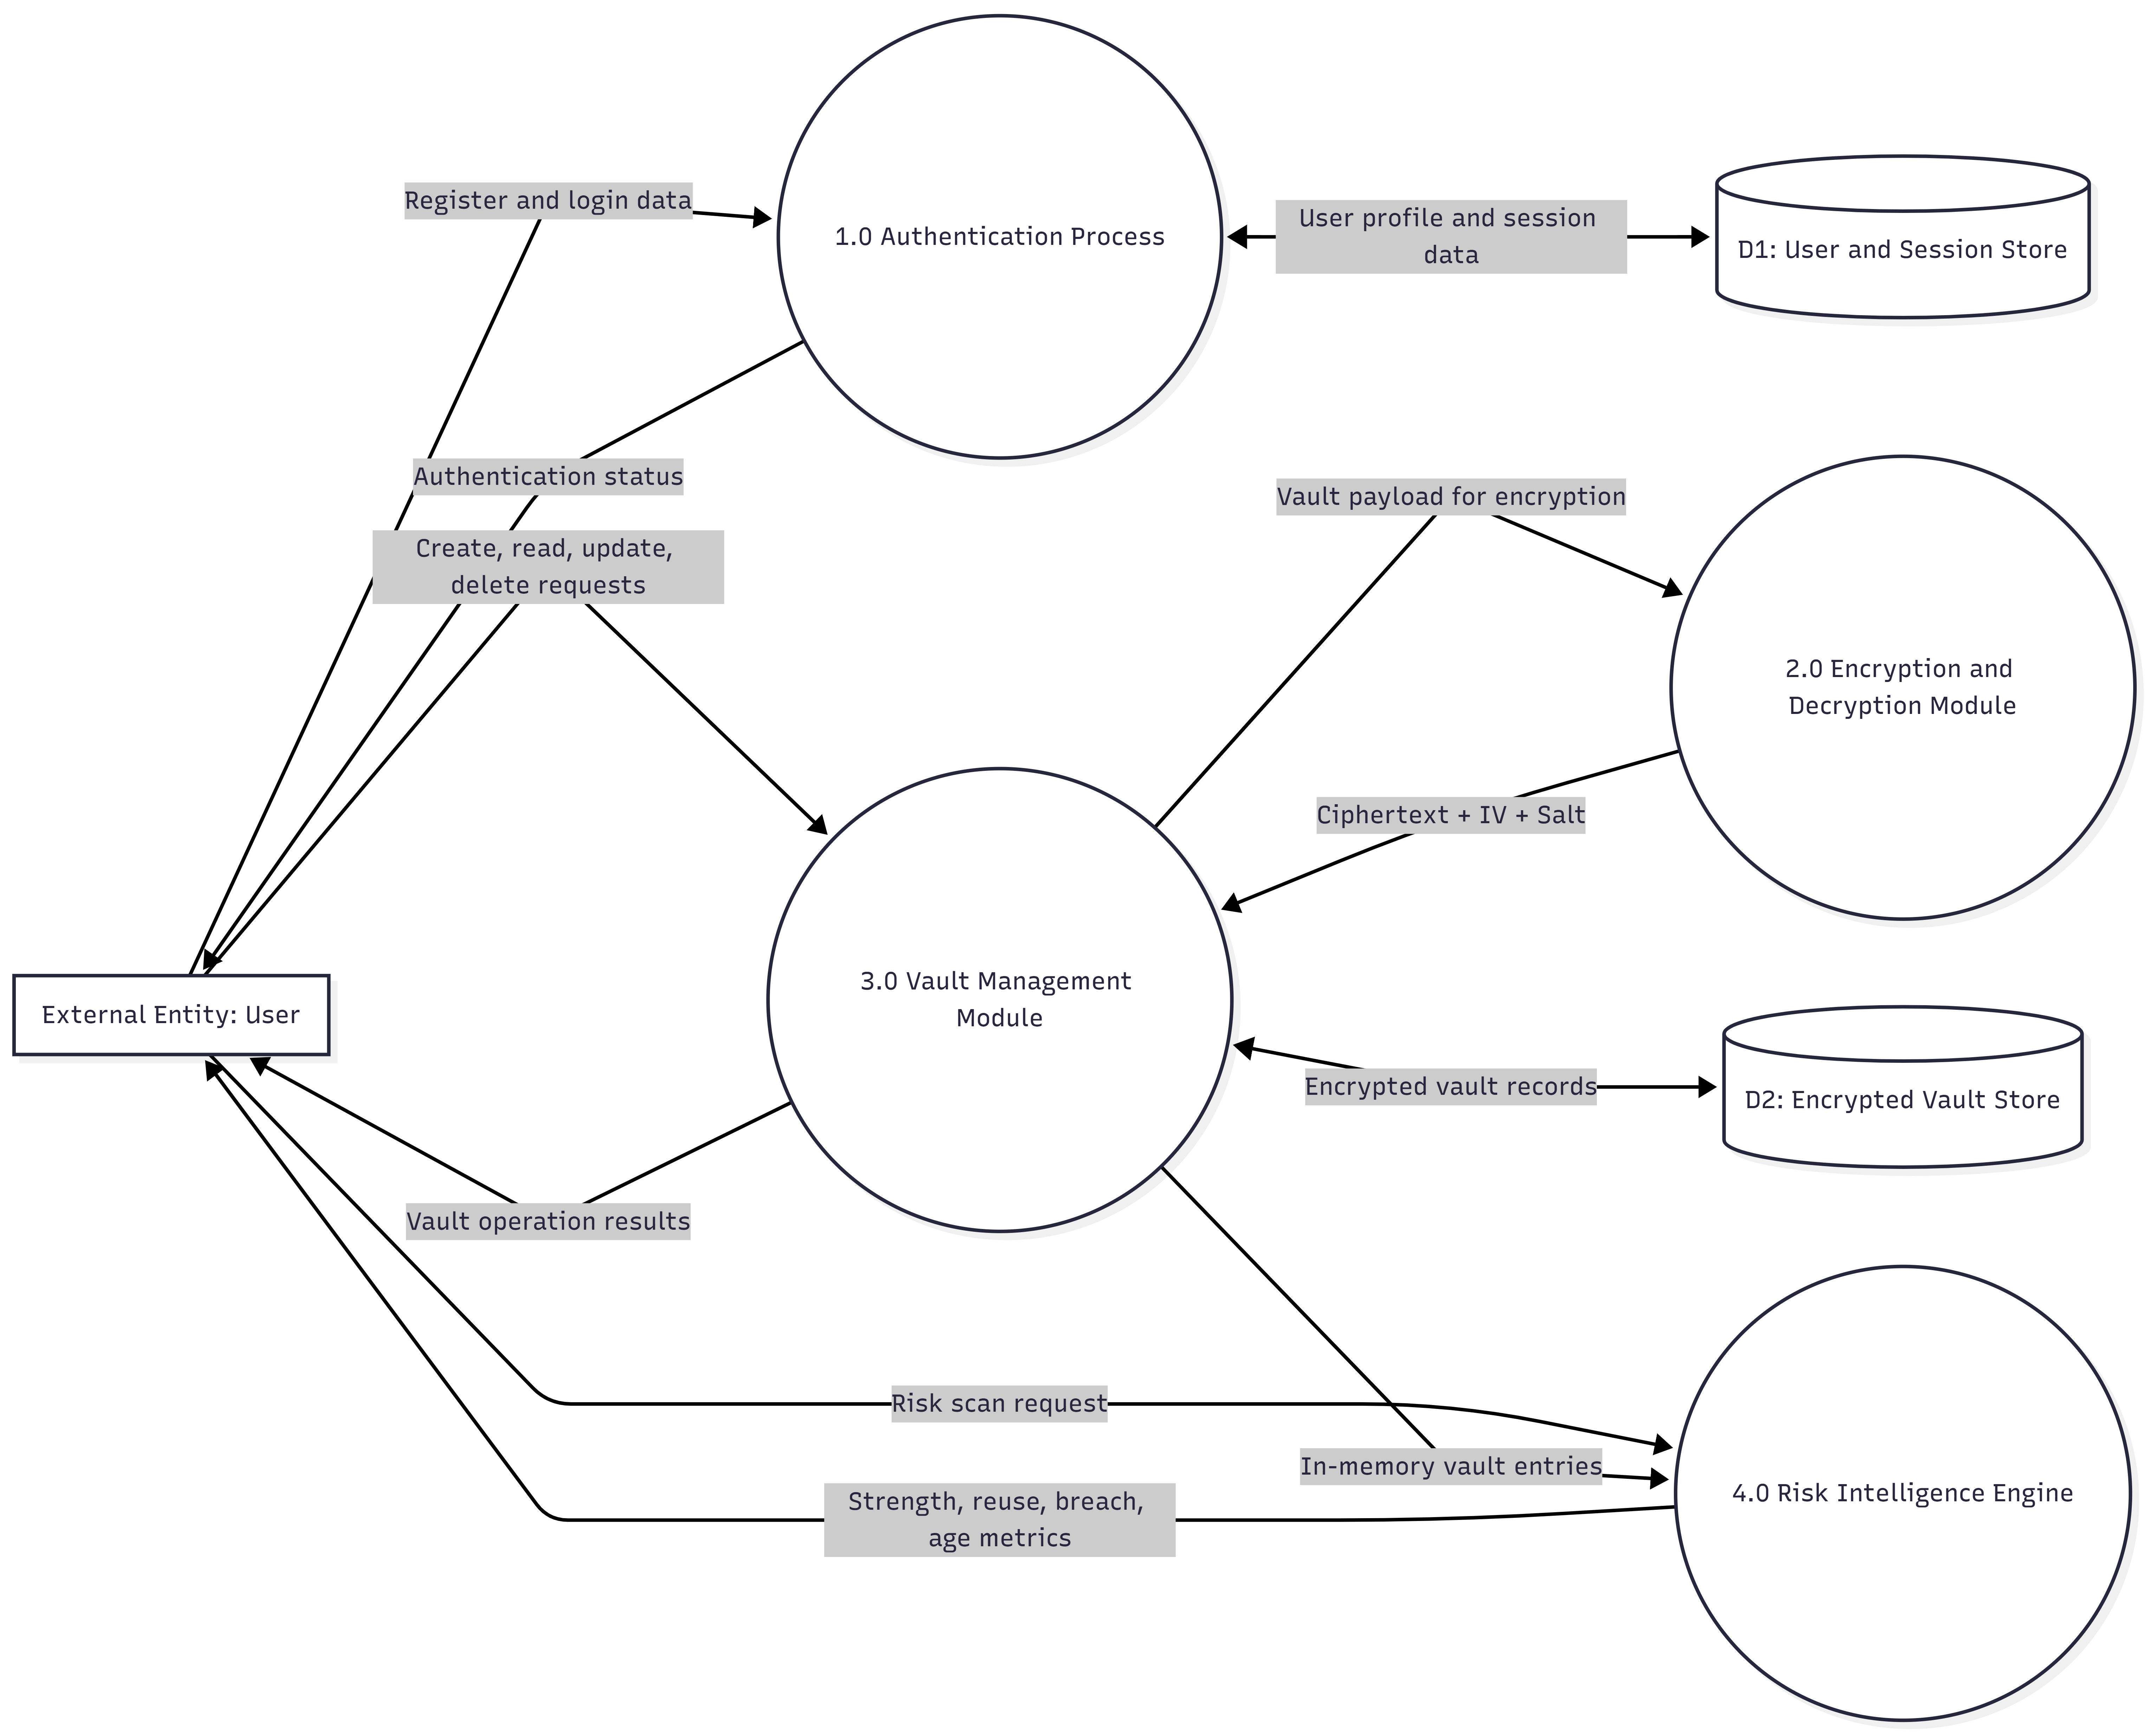 Register and login data
1.0 Authentication Process
User profile and session
data
D1: User and Session Store
Authentication status
Create, read, update,
delete requests
Vault payload for encryption
2.0 Encryption and
Decryption Module
Ciphertext + IV + Salt
External Entity: User
3.0 Vault Management
Module
Encrypted vault records
D2: Encrypted Vault Store
Vault operation results
Risk scan request
In-memory vault entries
4.0 Risk Intelligence Engine
Strength, reuse, breach,
age metrics